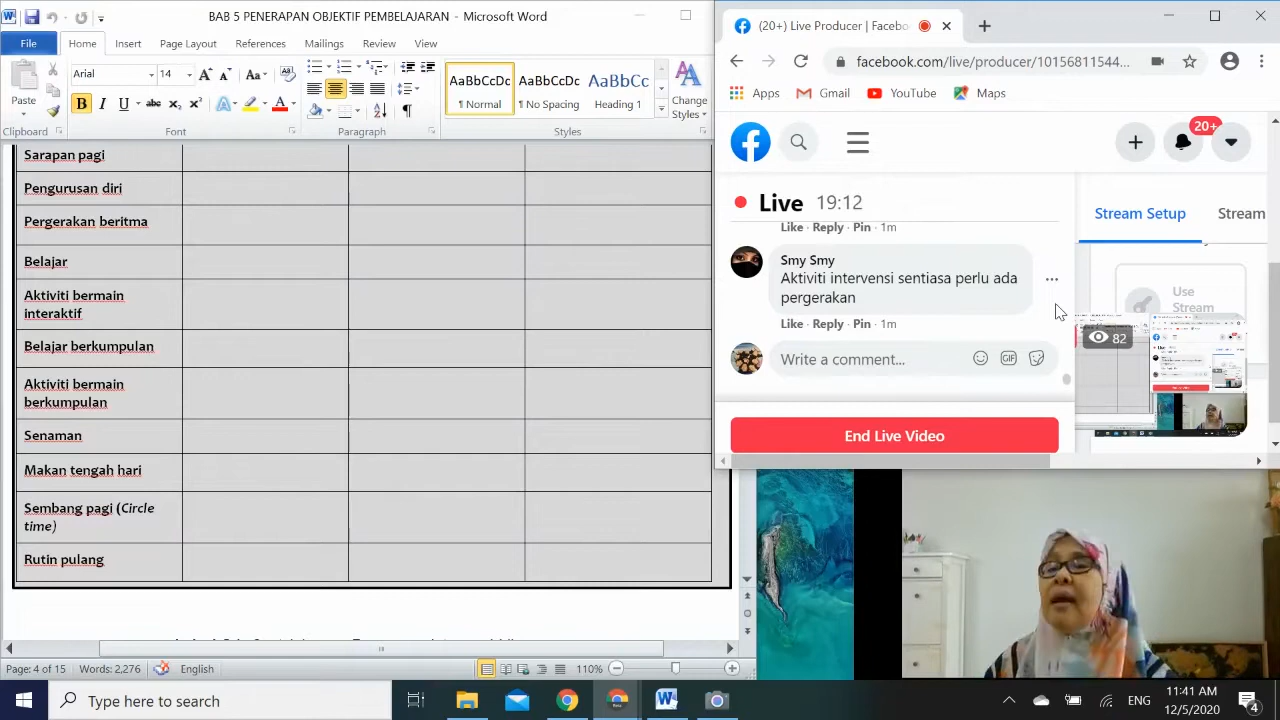 BAB 5 PENERAPAN OBJEKTIF PEMBELAJARAN - Microsoft Word
File Home Insert Page Layout References Mailings Review View
Arial 14
Paste
Change Styles
AaBbCcDc AaBbCcDc AaBbCc
¶ Normal ¶ No Spacing Heading 1
Clipboard Font Paragraph Styles
Sarapan pagi
Pengurusan diri
Pergerakan beritma
Belajar
Aktiviti bermain
interaktif
Belajar berkumpulan
Aktiviti bermain
berkumpulan
Senaman
Makan tengah hari
Sembang pagi (Circle
time)
Rutin pulang
Page: 4 of 15 Words: 2,276 English 110%
(20+) Live Producer | Facebo
facebook.com/live/producer/10156811544...
Apps Gmail YouTube Maps
20+
Live 19:12
Like · Reply · Pin · 1m
Smy Smy
Aktiviti intervensi sentiasa perlu ada
pergerakan
Like · Reply · Pin · 1m
Write a comment...
GIF
End Live Video
Stream Setup Stream
Use
Stream
82
Type here to search
ENG
11:41 AM
12/5/2020
4